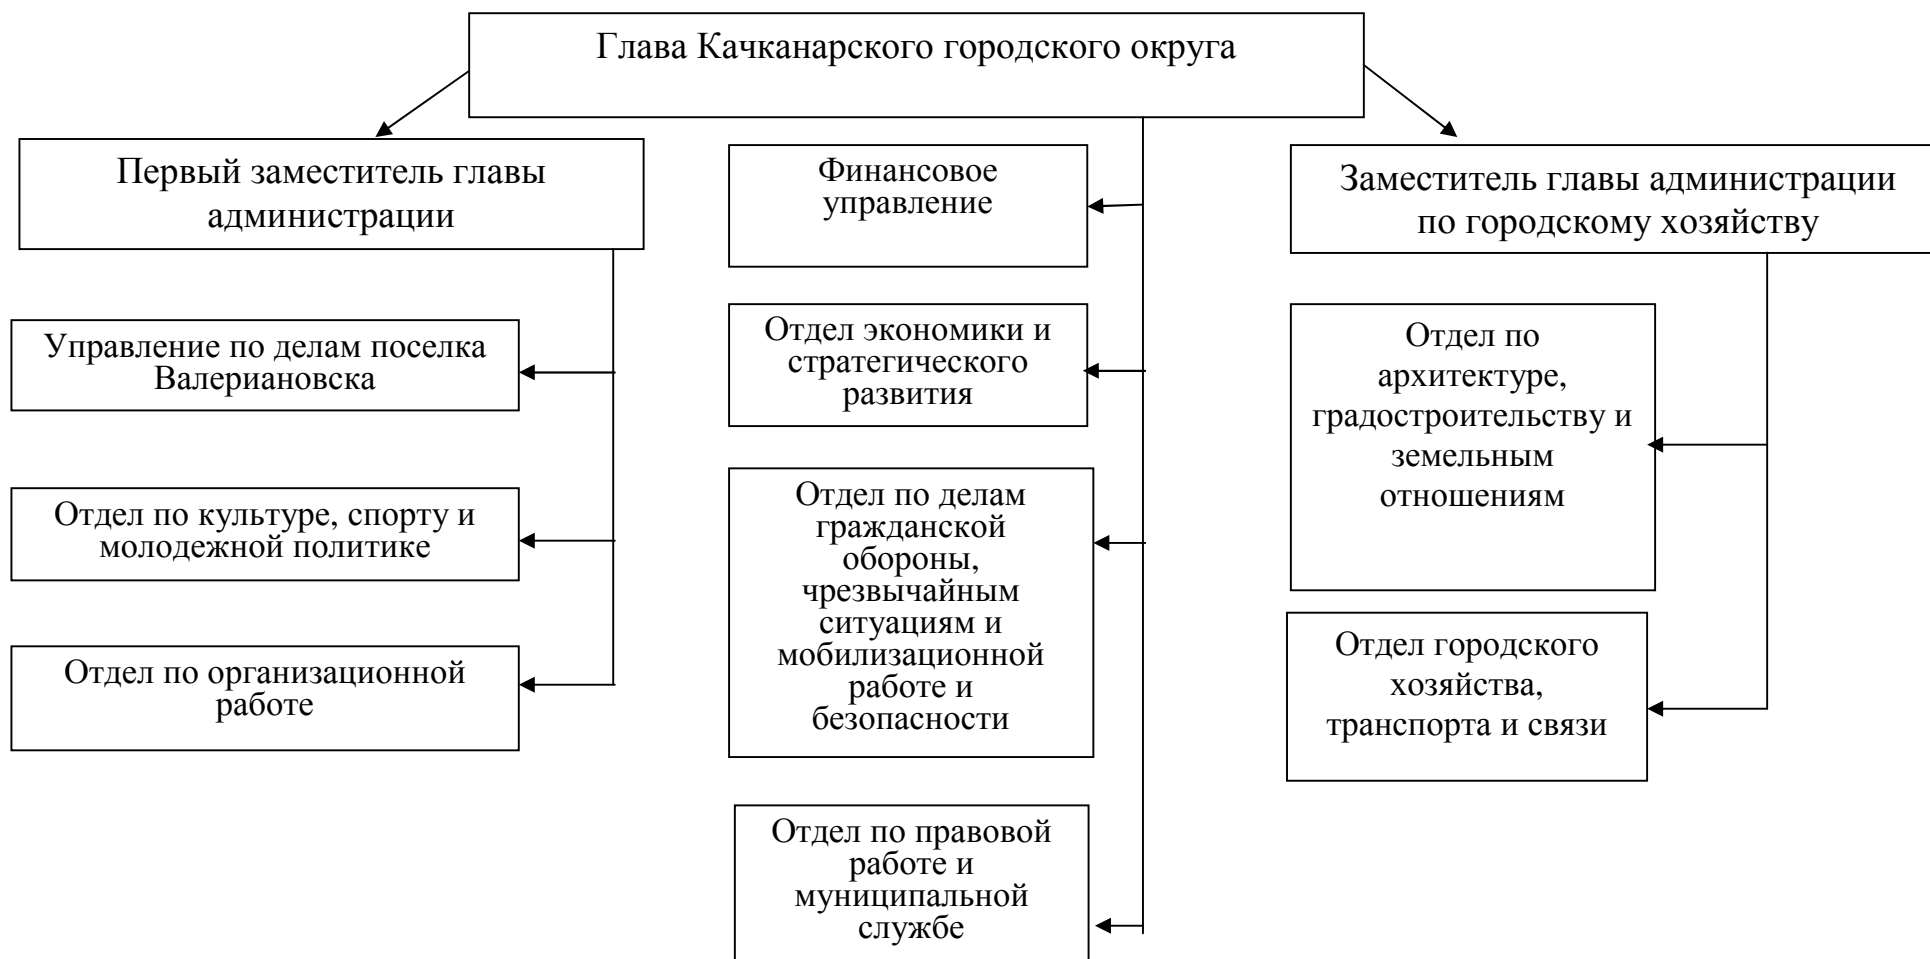 Глава Качканарского городского округа
Первый заместитель главы
администрации
Управление по делам поселка
Валериановска
Отдел по культуре, спорту и
молодежной политике
Отдел по организационной
работе
Финансовое
управление
Отдел экономики и
стратегического
развития
Отдел по делам
гражданской
обороны,
чрезвычайным
ситуациям и
мобилизационной
работе и
безопасности
Отдел по правовой
работе и
муниципальной
службе
Заместитель главы администрации
по городскому хозяйству
Отдел по
архитектуре,
градостроительству и
земельным
отношениям
Отдел городского
хозяйства,
транспорта и связи